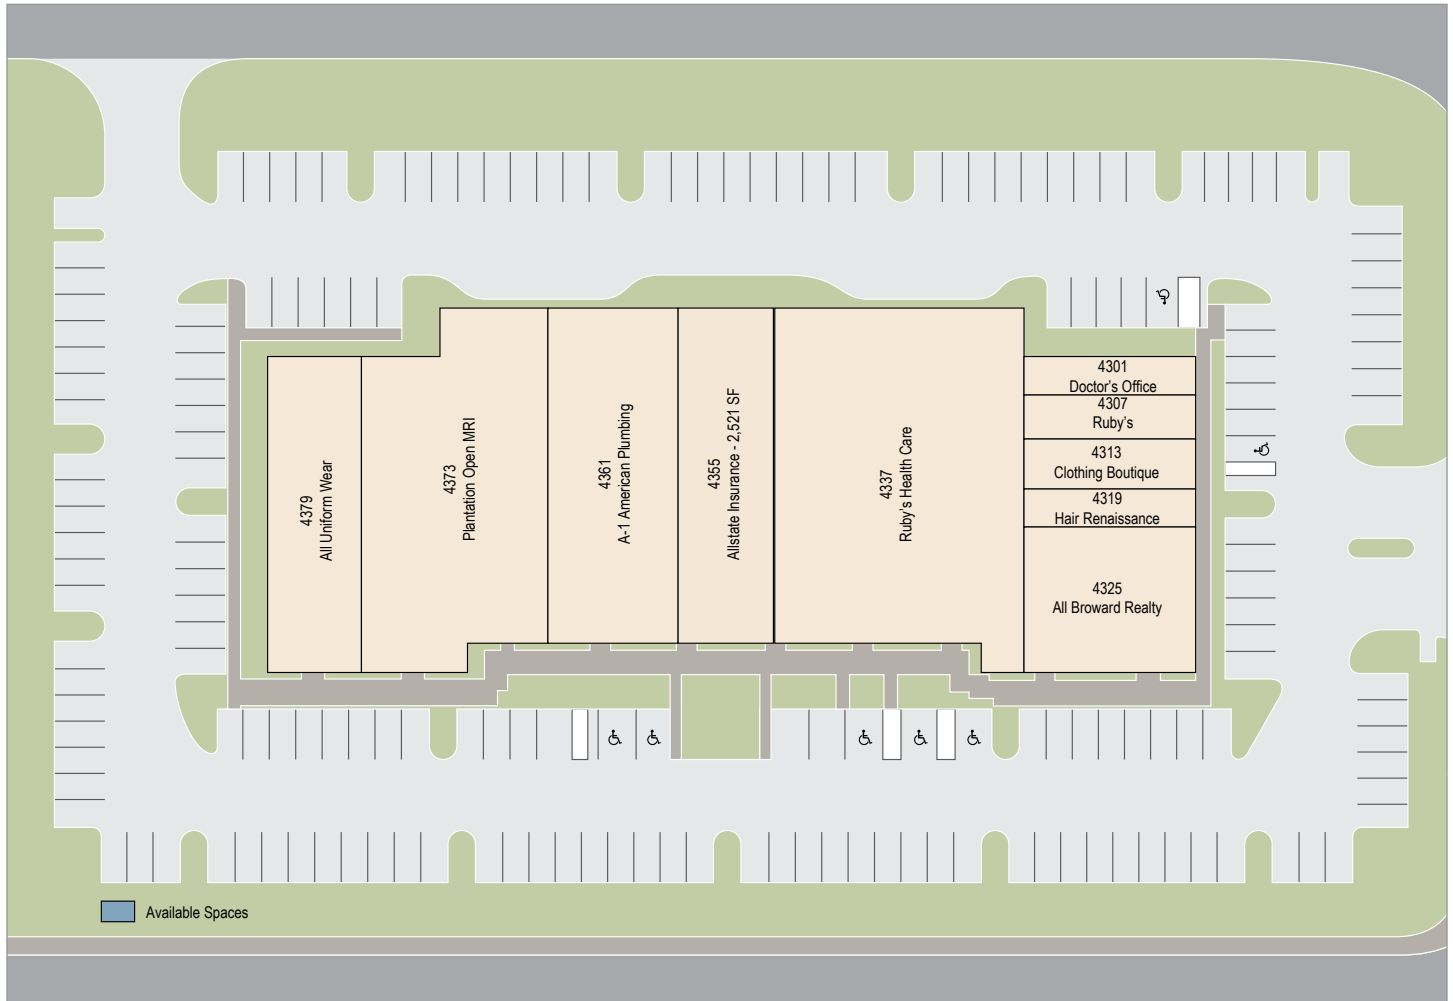 4379
All Uniform Wear
4373
Plantation Open MRI
4361
A-1 American Plumbing
4355
Allstate Insurance - 2,521 SF
4337
Ruby's Health Care
4301
Doctor's Office
4307
Ruby's
4313
Clothing Boutique
4319
Hair Renaissance
4325
All Broward Realty
Available Spaces